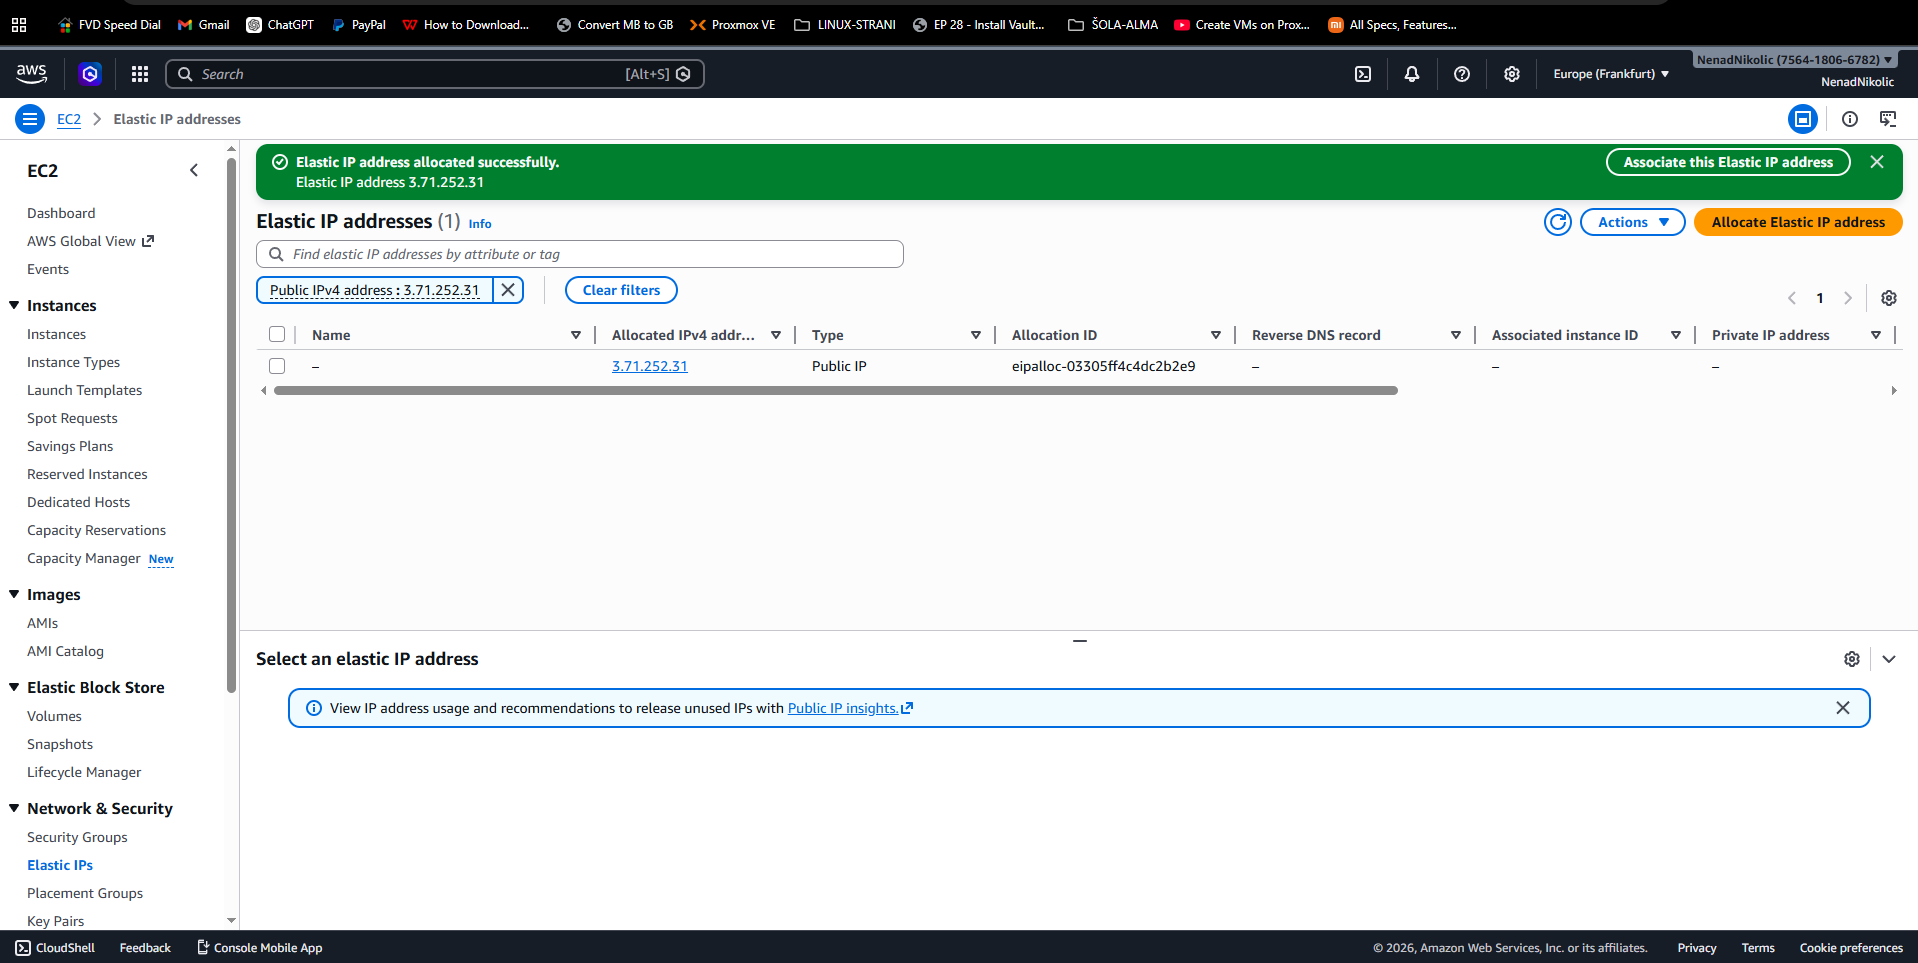 FVD Speed Dial
Gmail
ChatGPT
PayPal
How to Download...
Convert MB to GB
Proxmox VE
LINUX-STRANI
EP 28 - Install Vault...
ŠOLA-ALMA
Create VMs on Prox...
All Specs, Features...
aws
Search
[Alt+S]
Europe (Frankfurt)
NenadNikolic (7564-1806-6782)
NenadNikolic
EC2
Elastic IP addresses
EC2
Dashboard
AWS Global View
Events
Instances
Instances
Instance Types
Launch Templates
Spot Requests
Savings Plans
Reserved Instances
Dedicated Hosts
Capacity Reservations
Capacity Manager New
Images
AMIs
AMI Catalog
Elastic Block Store
Volumes
Snapshots
Lifecycle Manager
Network & Security
Security Groups
Elastic IPs
Placement Groups
Key Pairs
Elastic IP address allocated successfully.
Elastic IP address 3.71.252.31
Associate this Elastic IP address
Elastic IP addresses (1) Info
Actions
Allocate Elastic IP address
Find elastic IP addresses by attribute or tag
Public IPv4 address : 3.71.252.31
Clear filters
1
Name
Allocated IPv4 addr...
Type
Allocation ID
Reverse DNS record
Associated instance ID
Private IP address
–
3.71.252.31
Public IP
eipalloc-03305ff4c4dc2b2e9
–
–
–
Select an elastic IP address
View IP address usage and recommendations to release unused IPs with Public IP insights.
CloudShell
Feedback
Console Mobile App
© 2026, Amazon Web Services, Inc. or its affiliates.
Privacy
Terms
Cookie preferences